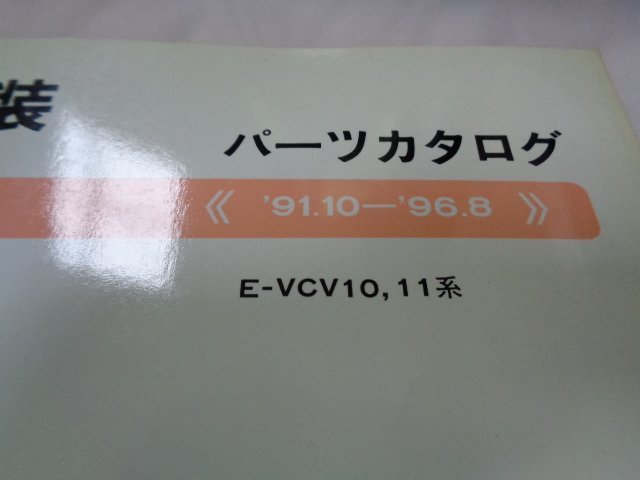 装
パーツカタログ
《 '91.10—'96.8 》
E-VCV10,11系